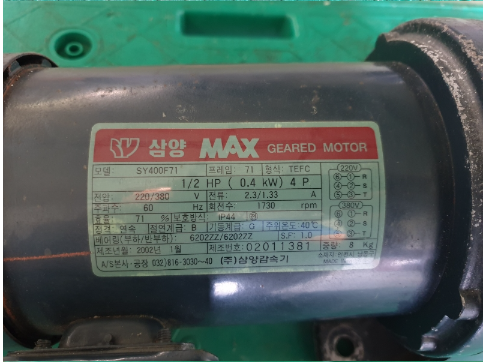 삼양 MAX GEARED MOTOR
모델 SY400F71 프레임 71 형식: TEFC
1/2 HP ( 0.4 kW) 4 P
전압 220/380 V 전류: 2.3/1.33 A
주파수 60 Hz 회전수: 1730 rpm
효율: 71 % 보호방식 IP44
정격: 연속 절연계급: B 기동계급: G 주위온도:40℃
베어링(부하/반부하) 6202ZZ/6202ZZ S.F: 1.0
제조년월: 2002년 1월 제조번호: 02011381 중량 8 Kg
A/S본사·공장 032)816-3030~40 (주)삼양감속기
220V
380V